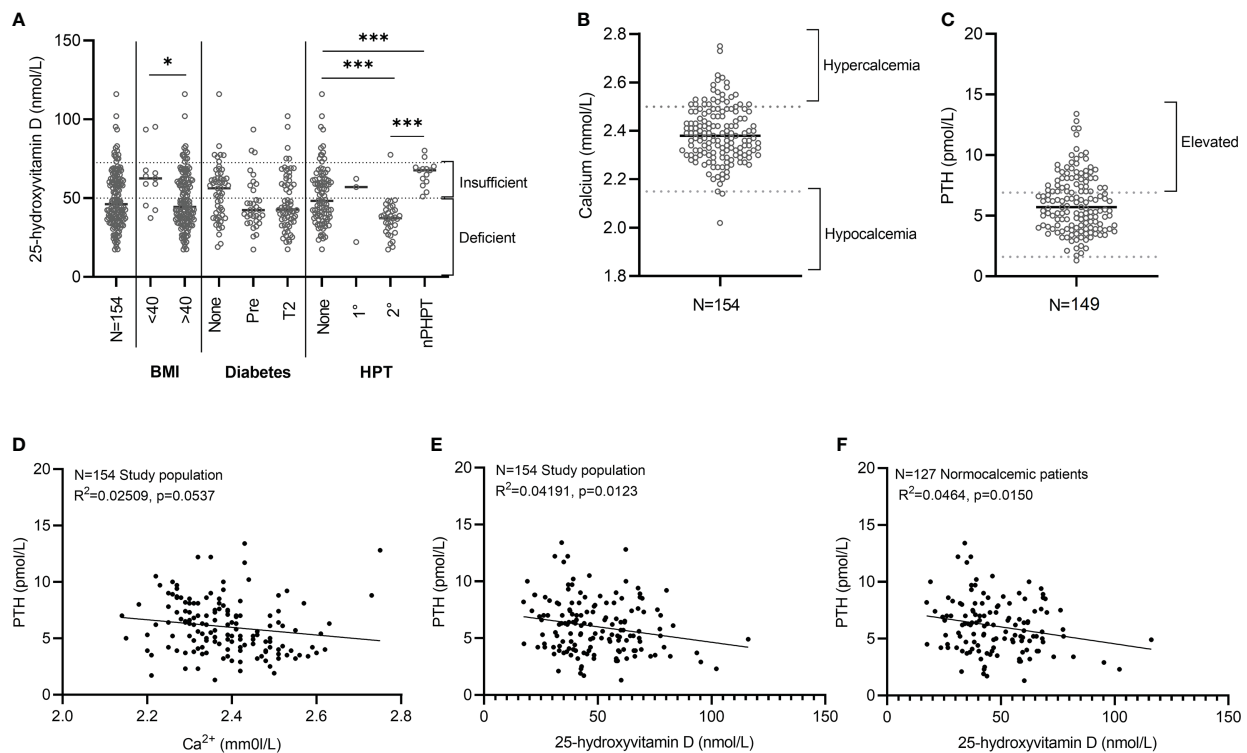 A
25-hydroxyvitamin D (nmol/L)
150
100
50
0
*
***
***
***
Insufficient
Deficient
N=154
<40
>40
None
Pre
T2
None
1°
2°
nPHPT
BMI
Diabetes
HPT
B
Calcium (mmol/L)
2.8
2.6
2.4
2.2
2.0
1.8
Hypercalcemia
Hypocalcemia
N=154
C
PTH (pmol/L)
20
15
10
5
0
Elevated
N=149
D
N=154 Study population
R²=0.02509, p=0.0537
PTH (pmol/L)
20
15
10
5
0
2.0
2.2
2.4
2.6
2.8
Ca²⁺ (mm0l/L)
E
N=154 Study population
R²=0.04191, p=0.0123
PTH (pmol/L)
20
15
10
5
0
0
50
100
150
25-hydroxyvitamin D (nmol/L)
F
N=127 Normocalcemic patients
R²=0.0464, p=0.0150
PTH (pmol/L)
20
15
10
5
0
0
50
100
150
25-hydroxyvitamin D (nmol/L)